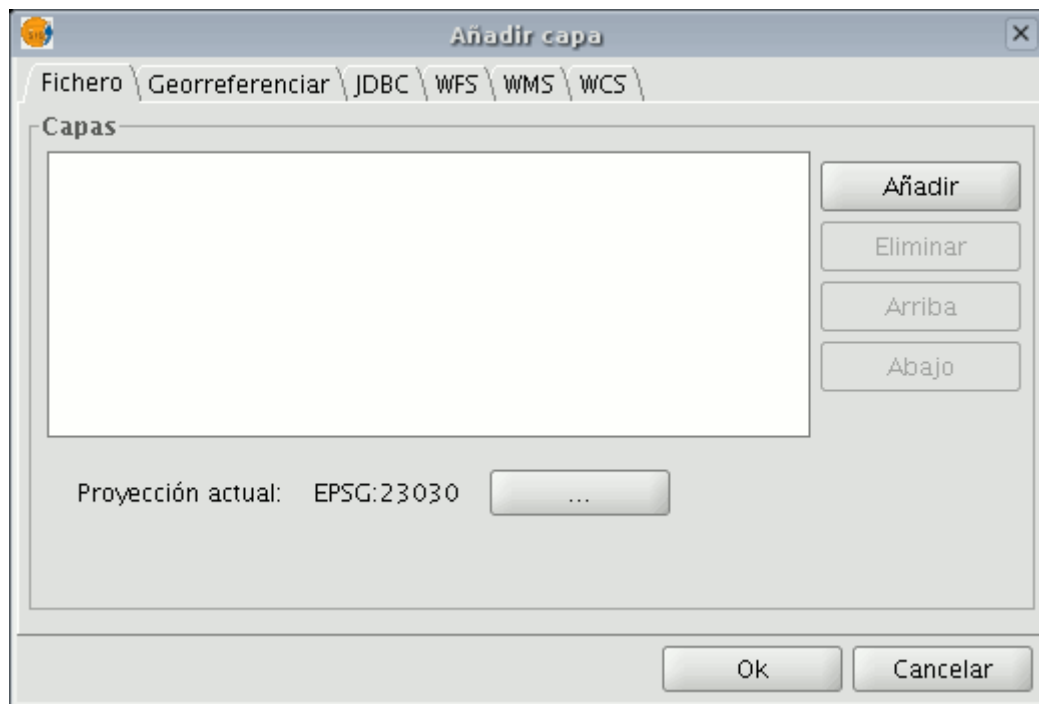 Añadir capa
Fichero Georreferenciar JDBC WFS WMS WCS
Capas
Añadir
Eliminar
Arriba
Abajo
Proyección actual: EPSG:23030 ...
Ok Cancelar